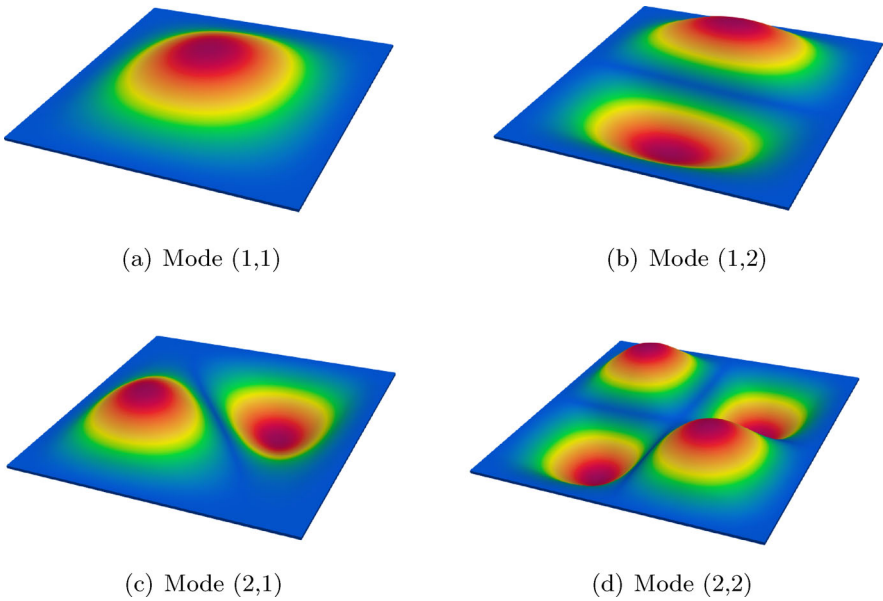 (a) Mode (1,1)
(b) Mode (1,2)
(c) Mode (2,1)
(d) Mode (2,2)